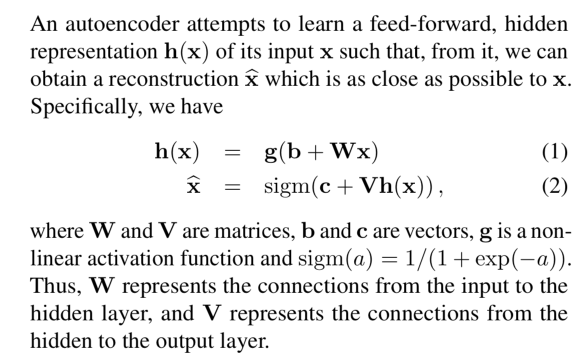 An autoencoder attempts to learn a feed-forward, hidden
representation h(x) of its input x such that, from it, we can
obtain a reconstruction x̂ which is as close as possible to x.
Specifically, we have
h(x) = g(b + Wx) (1)
x̂ = sigm(c + Vh(x)) , (2)
where W and V are matrices, b and c are vectors, g is a non-
linear activation function and sigm(a) = 1/(1 + exp(−a)).
Thus, W represents the connections from the input to the
hidden layer, and V represents the connections from the
hidden to the output layer.